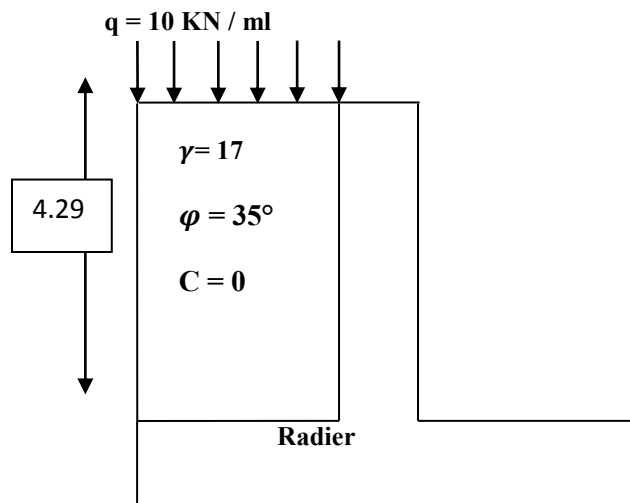 q = 10 KN / ml
γ= 17
4.29
φ = 35°
C = 0
Radier